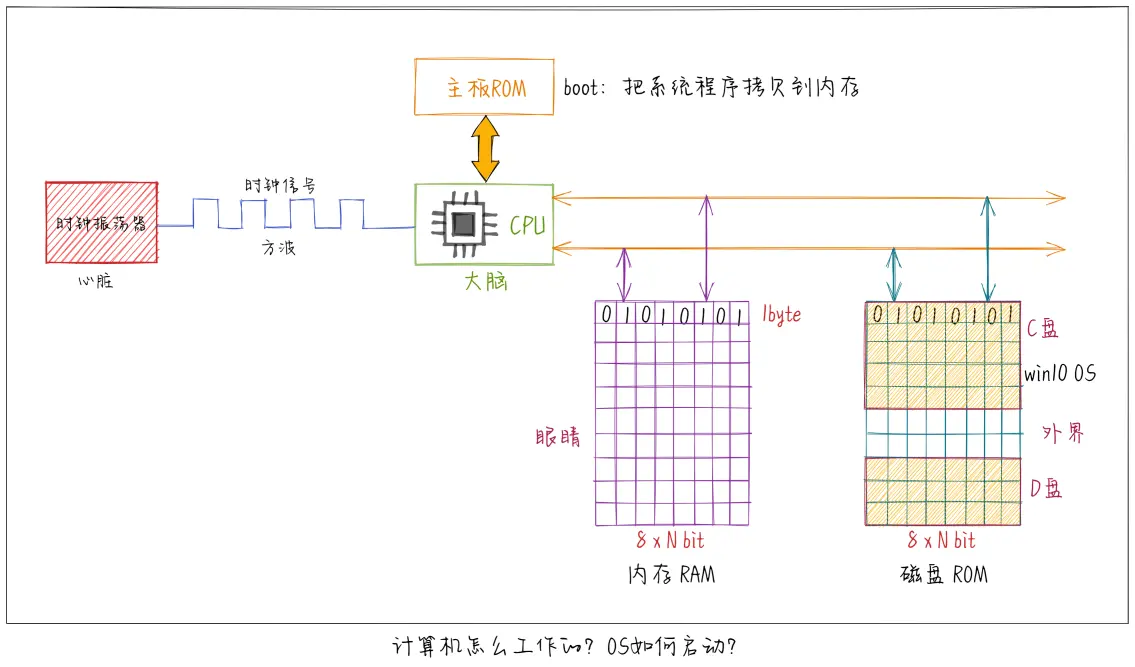 主板ROM
boot: 把系统程序拷贝到内存
时钟信号
时钟振荡器
CPU
方波
心脏
大脑
0 1 0 1 0 1 0 1
1byte
0 1 0 1 0 1 0 1
C盘
win10 OS
眼睛
外界
D盘
8 x N bit
8 x N bit
内存 RAM
磁盘 ROM
计算机怎么工作的? OS如何启动?